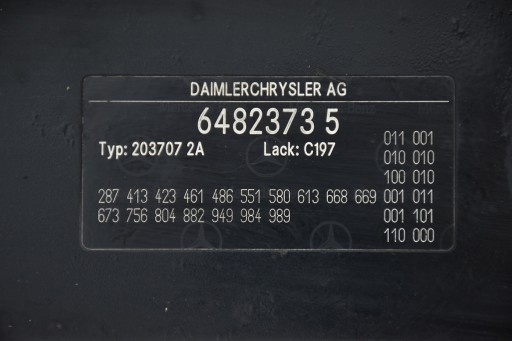 DAIMLERCHRYSLER AG
6482373 5
Typ: 203707 2A Lack: C197
011 001
010 010
100 010
287 413 423 461 486 551 580 613 668 669 001 011
673 756 804 882 949 984 989 001 101
110 000